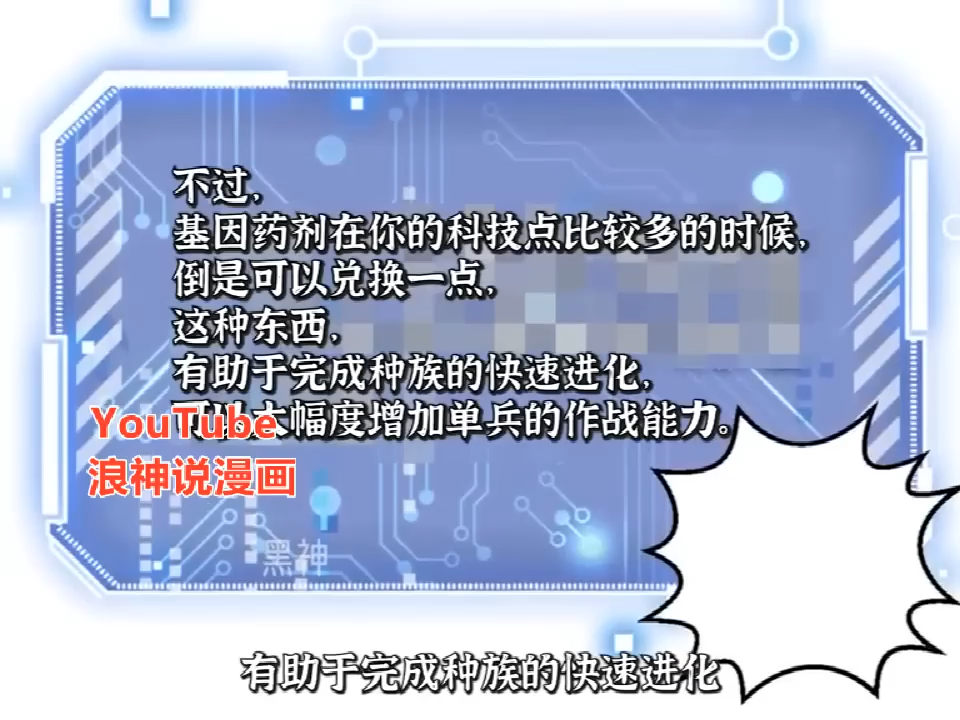 不过，
基因药剂在你的科技点比较多的时候，
倒是可以兑换一点，
这种东西，
有助于完成种族的快速进化，
可以大幅度增加单兵的作战能力。
YouTube
浪神说漫画
黑神
有助于完成种族的快速进化